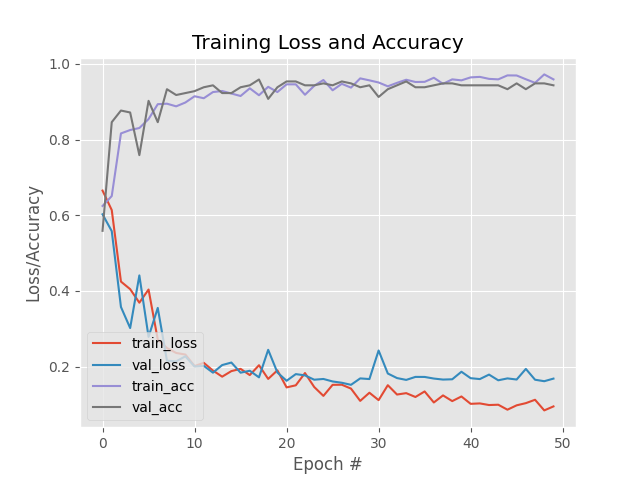 Training Loss and Accuracy
1.0
0.8
0.6
0.4
0.2
Loss/Accuracy
train_loss
val_loss
train_acc
val_acc
0 10 20 30 40 50
Epoch #